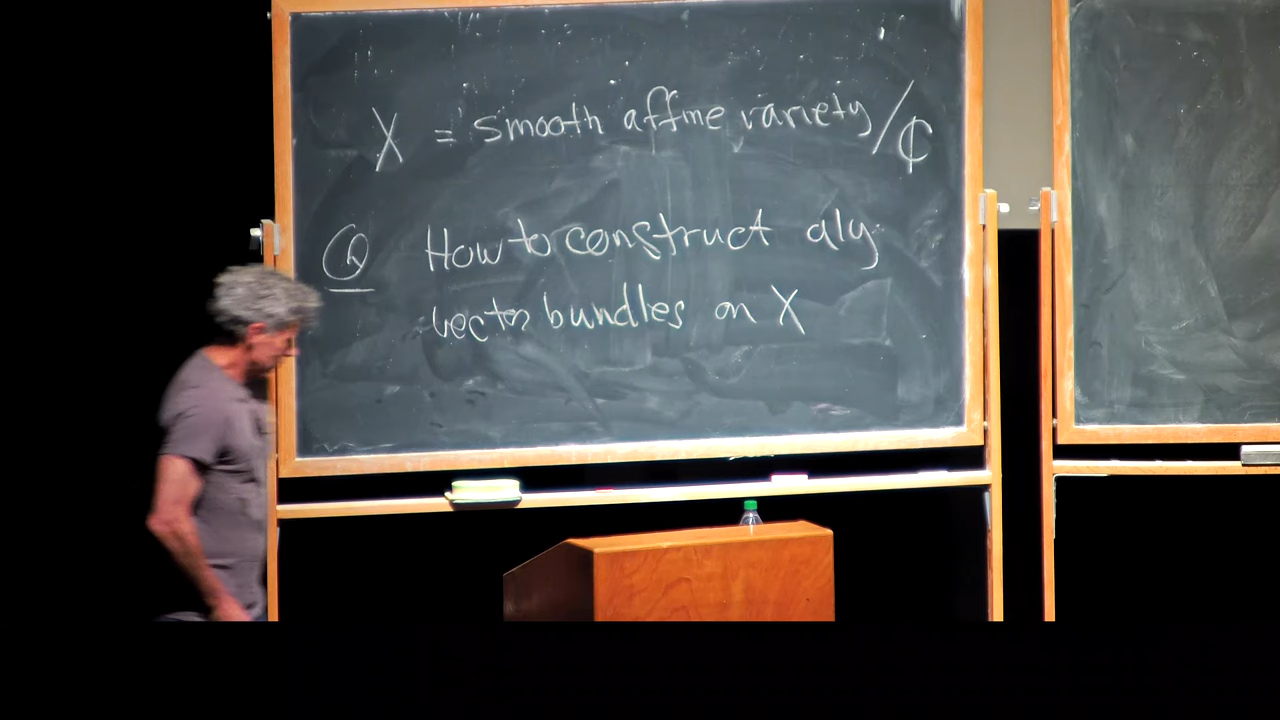 X = smooth affine variety / ℂ
Q How to construct alg
vector bundles on X